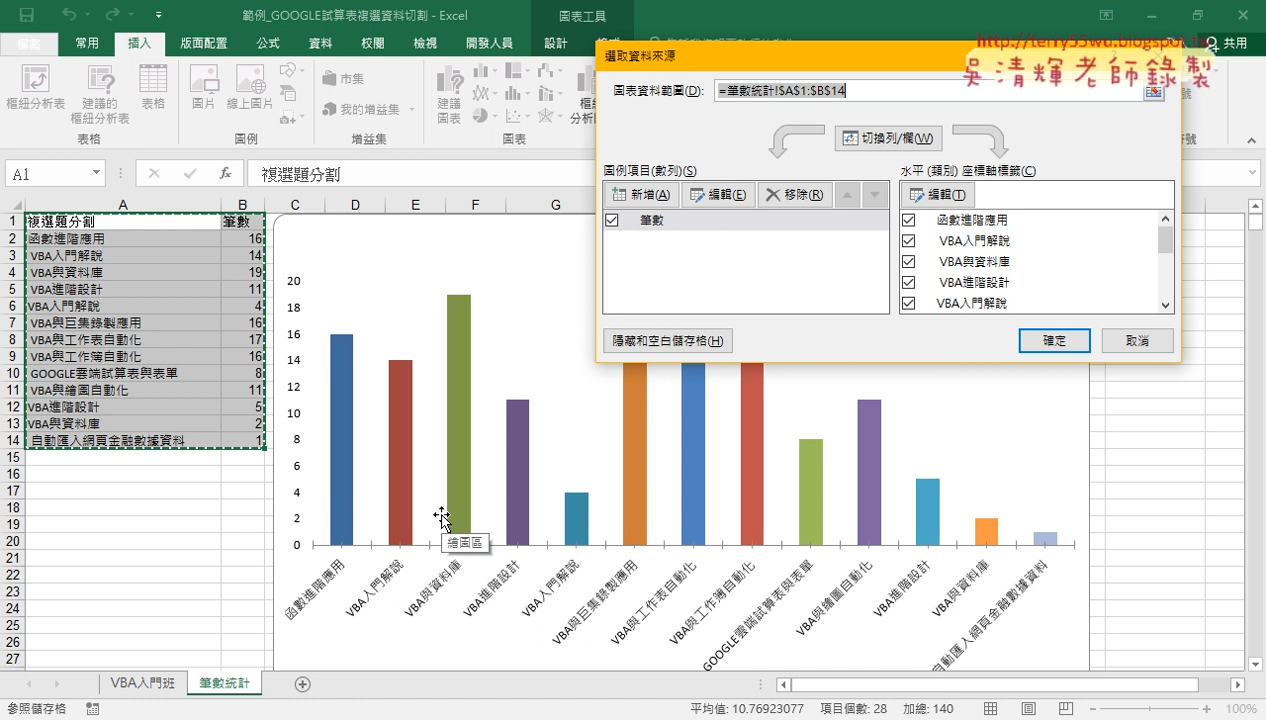 範例_GOOGLE試算表複選資料切割 - Excel
圖表工具
常用
插入
版面配置
公式
資料
校閱
檢視
開發人員
設計
共用
http://terry55wu.blogspot.tw
吳清輝老師錄製
樞紐分析表
建議的
樞紐分析表
表格
圖片
線上圖片
市集
我的增益集
建議
圖表
表格
圖例
增益集
圖表
A1
fx
複選題分割
選取資料來源
圖表資料範圍(D):
=筆數統計!$A$1:$B$14
切換列/欄(W)
圖例項目(數列)(S)
水平 (類別) 座標軸標籤(C)
新增(A)
編輯(E)
移除(R)
編輯(T)
筆數
函數進階應用
VBA入門解說
VBA與資料庫
VBA進階設計
VBA入門解說
隱藏和空白儲存格(H)
確定
取消
A B C D E F G
1 複選題分割 筆數
2 函數進階應用 16
3 VBA入門解說 14
4 VBA與資料庫 19
5 VBA進階設計 11
6 VBA入門解說 4
7 VBA與巨集錄製應用 16
8 VBA與工作表自動化 17
9 VBA與工作簿自動化 16
10 GOOGLE雲端試算表與表單 8
11 VBA與繪圖自動化 11
12 VBA進階設計 5
13 VBA與資料庫 2
14 自動匯入網頁金融數據資料 1
15
16
17
18
19
20
21
22
23
24
25
26
27
20
18
16
14
12
10
8
6
4
2
0
繪圖區
函數進階應用
VBA入門解說
VBA與資料庫
VBA進階設計
VBA入門解說
VBA與巨集錄製應用
VBA與工作表自動化
VBA與工作簿自動化
GOOGLE雲端試算表與表單
VBA與繪圖自動化
VBA進階設計
VBA與資料庫
自動匯入網頁金融數據資料
VBA入門班
筆數統計
參照儲存格
平均值: 10.76923077
項目個數: 28
加總: 140
100%